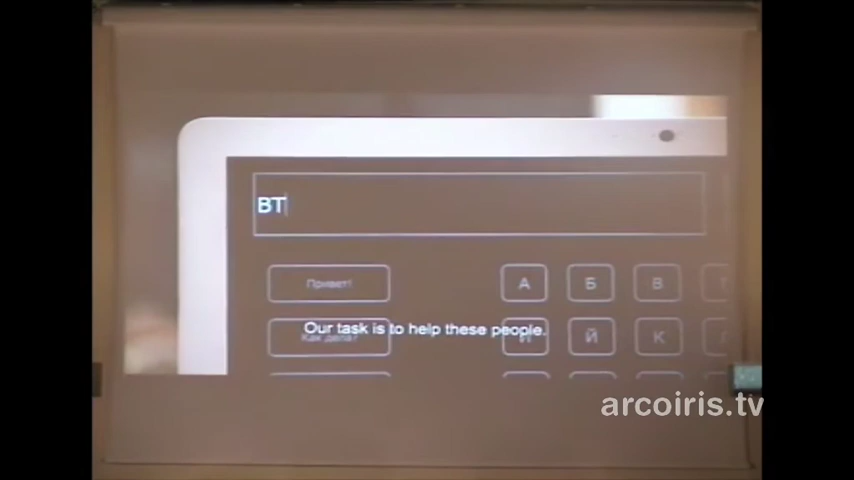 ВТ
Привет!
А Б В
Our task is to help these people.
Как дела?
И Й К
arcoiris.tv